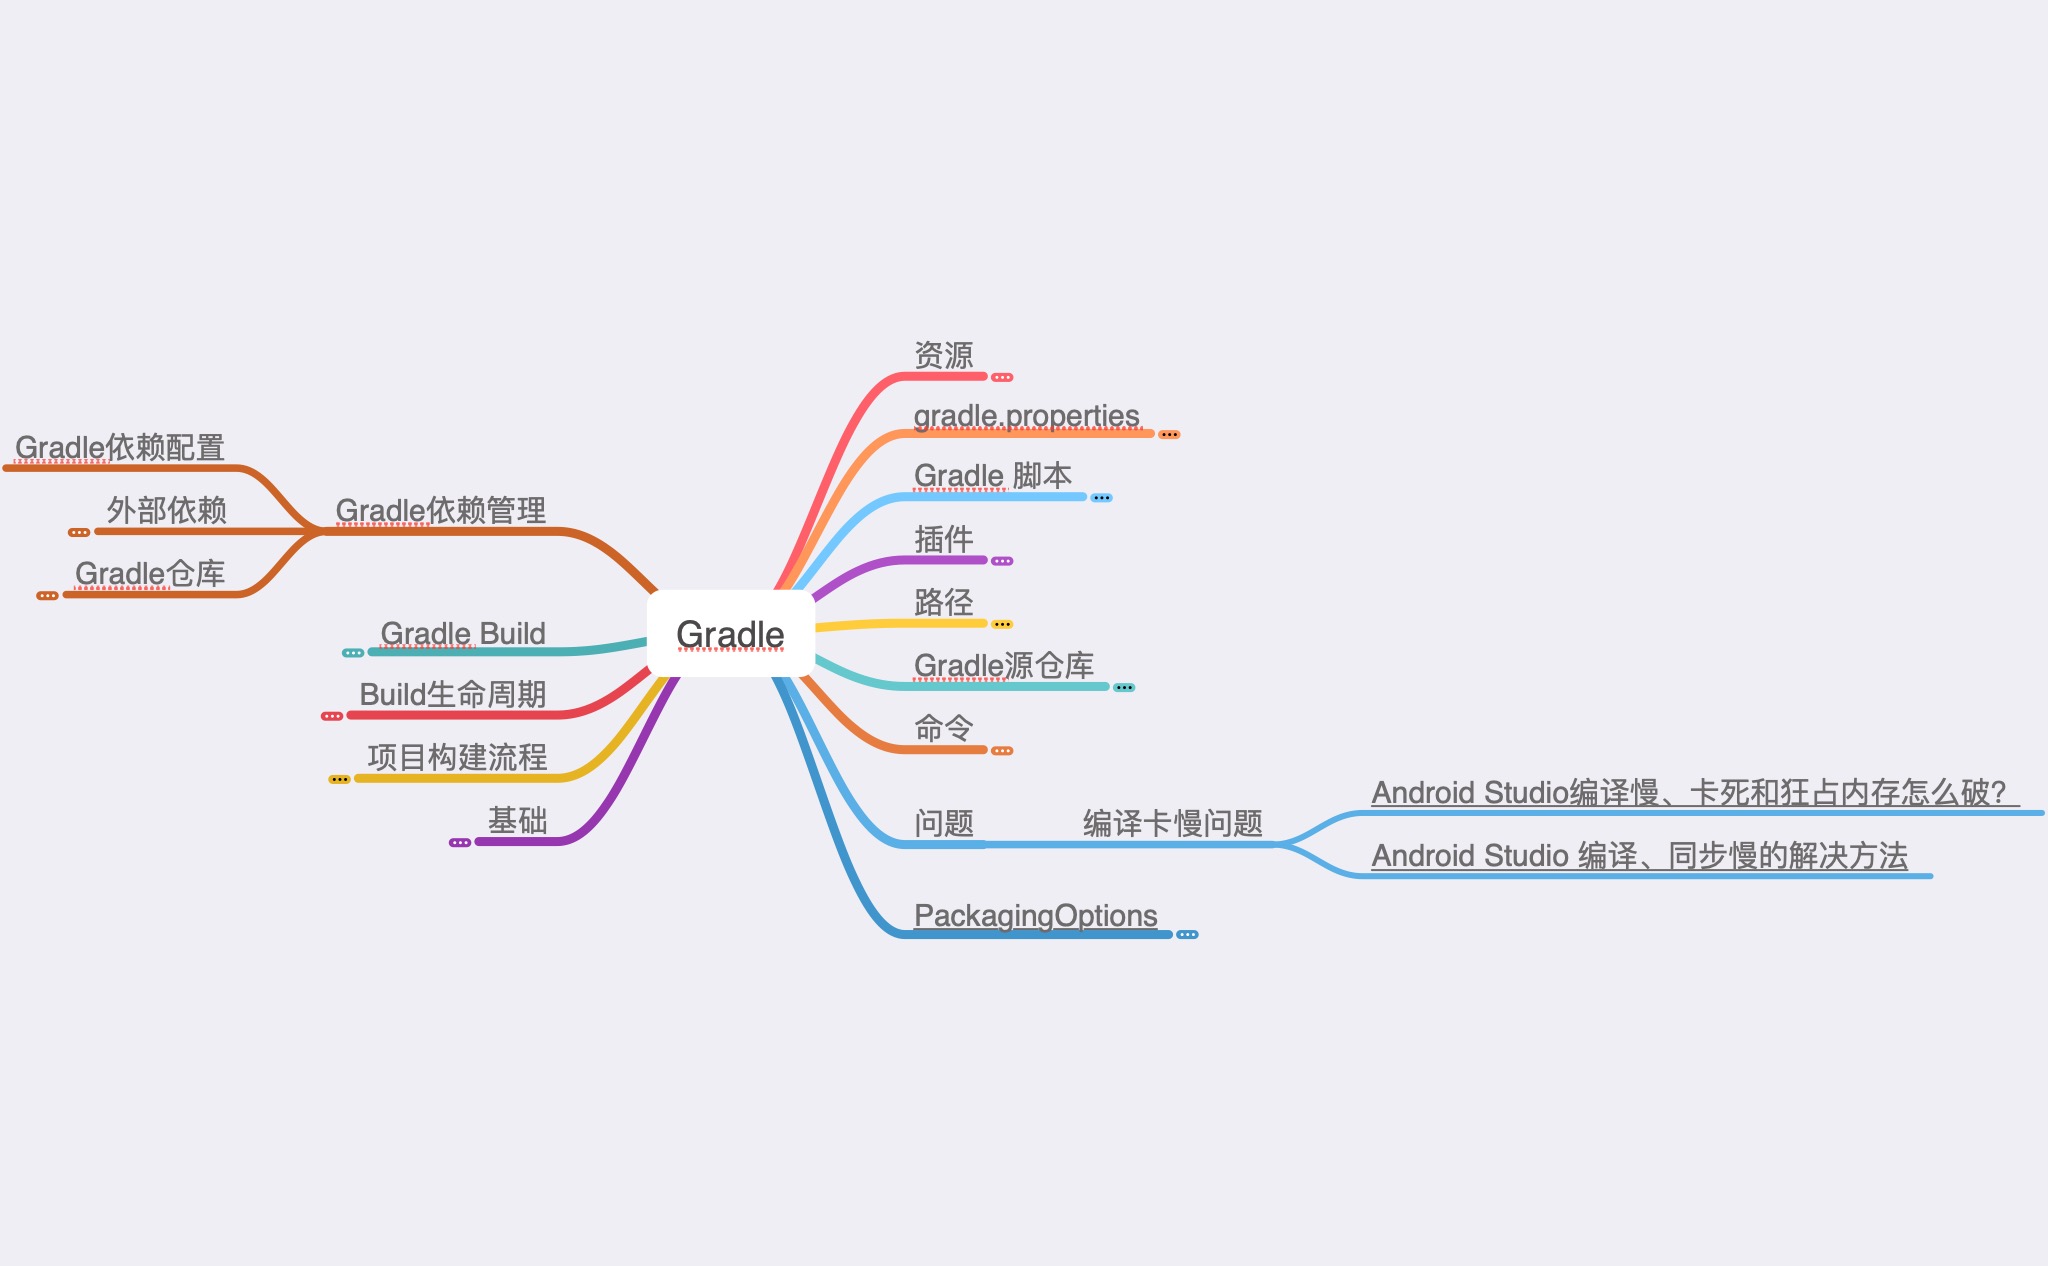 Gradle
资源
gradle.properties
Gradle 脚本
插件
路径
Gradle源仓库
命令
问题
编译卡慢问题
Android Studio编译慢、卡死和狂占内存怎么破?
Android Studio 编译、同步慢的解决方法
PackagingOptions
Gradle依赖管理
Gradle依赖配置
外部依赖
Gradle仓库
Gradle Build
Build生命周期
项目构建流程
基础